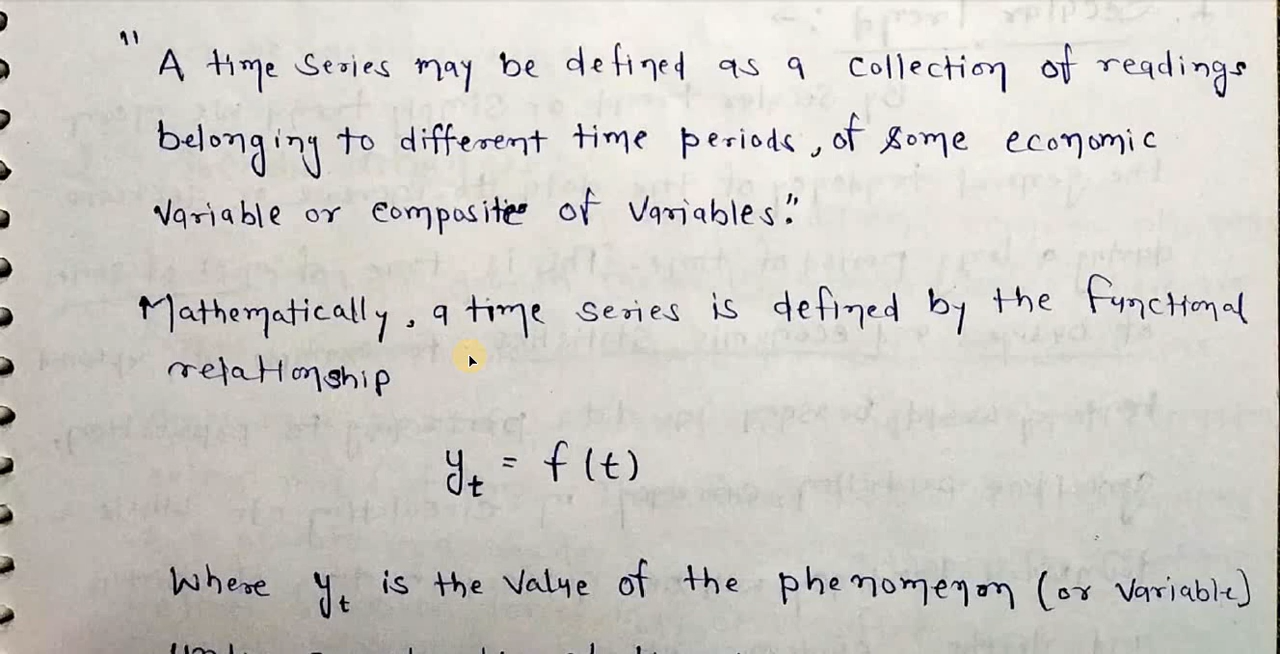 "A time series may be defined as a collection of readings
belonging to different time periods, of some economic
variable or composite of variables."
Mathematically, a time series is defined by the functional
relationship
yₜ = f(t)
Where yₜ is the value of the phenomenon (or variable)